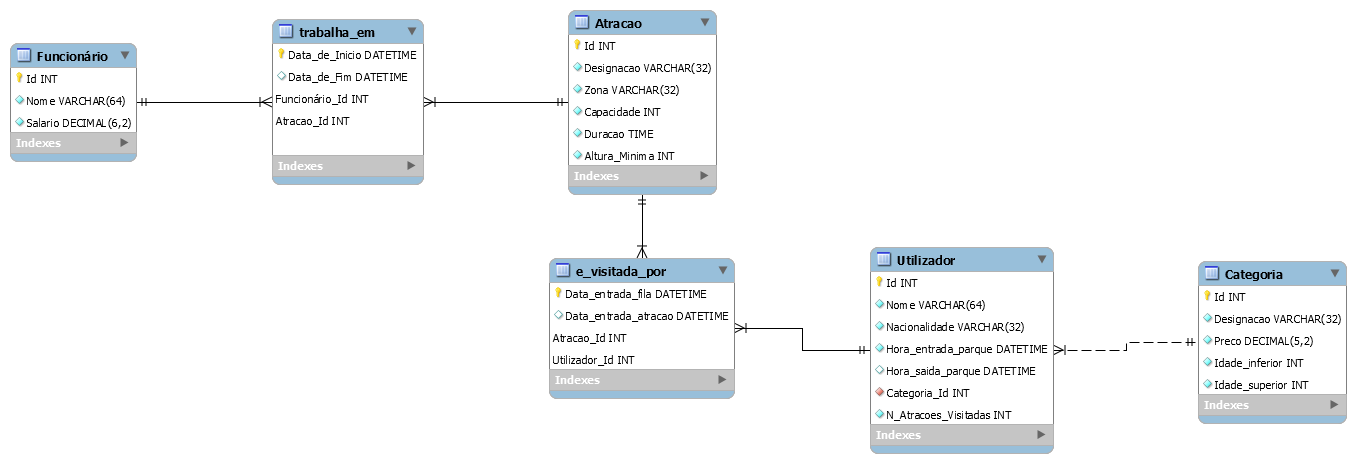 Funcionário
Id INT
Nome VARCHAR(64)
Salario DECIMAL(6,2)
Indexes
trabalha_em
Data_de_Inicio DATETIME
Data_de_Fim DATETIME
Funcionário_Id INT
Atracao_Id INT
Indexes
Atracao
Id INT
Designacao VARCHAR(32)
Zona VARCHAR(32)
Capacidade INT
Duracao TIME
Altura_Minima INT
Indexes
e_visitada_por
Data_entrada_fila DATETIME
Data_entrada_atracao DATETIME
Atracao_Id INT
Utilizador_Id INT
Indexes
Utilizador
Id INT
Nome VARCHAR(64)
Nacionalidade VARCHAR(32)
Hora_entrada_parque DATETIME
Hora_saida_parque DATETIME
Categoria_Id INT
N_Atracoes_Visitadas INT
Indexes
Categoria
Id INT
Designacao VARCHAR(32)
Preco DECIMAL(5,2)
Idade_inferior INT
Idade_superior INT
Indexes